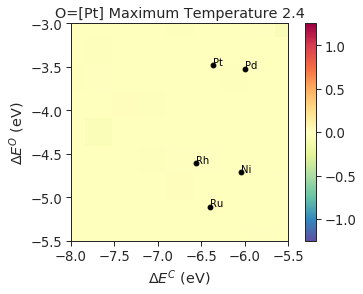 O=[Pt] Maximum Temperature 2.4
−3.0
−3.5
−4.0
−4.5
−5.0
−5.5
ΔE^O (eV)
Pt
Pd
Rh
Ni
Ru
−8.0 −7.5 −7.0 −6.5 −6.0 −5.5
ΔE^C (eV)
1.0
0.5
0.0
−0.5
−1.0